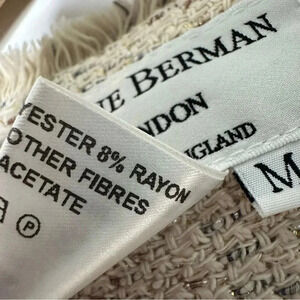 E BERMAN
NDON
NGLAND
M
YESTER 8% RAYON
OTHER FIBRES
ACETATE
P